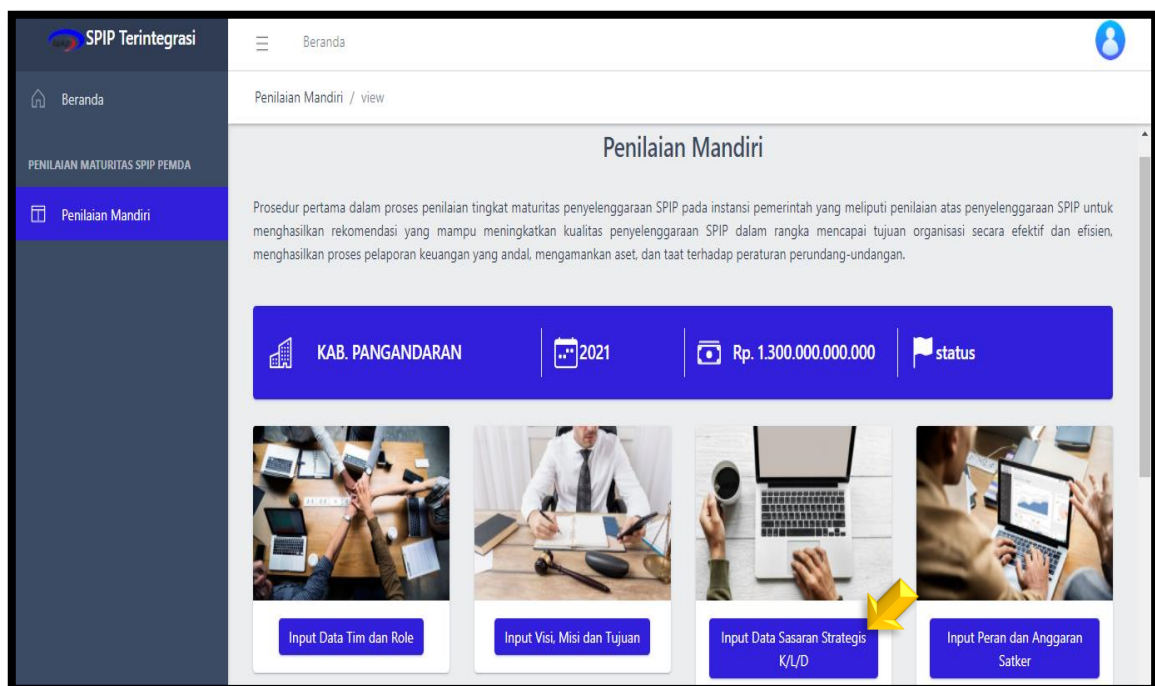 SPIP Terintegrasi
Beranda
Beranda
Penilaian Mandiri / view
PENILAIAN MATURITAS SPIP PEMDA
Penilaian Mandiri
Penilaian Mandiri
Prosedur pertama dalam proses penilaian tingkat maturitas penyelenggaraan SPIP pada instansi pemerintah yang meliputi penilaian atas penyelenggaraan SPIP untuk
menghasilkan rekomendasi yang mampu meningkatkan kualitas penyelenggaraan SPIP dalam rangka mencapai tujuan organisasi secara efektif dan efisien,
menghasilkan proses pelaporan keuangan yang andal, mengamankan aset, dan taat terhadap peraturan perundang-undangan.
KAB. PANGANDARAN
2021
Rp. 1.300.000.000.000
status
Input Data Tim dan Role
Input Visi, Misi dan Tujuan
Input Data Sasaran Strategis
K/L/D
Input Peran dan Anggaran
Satker